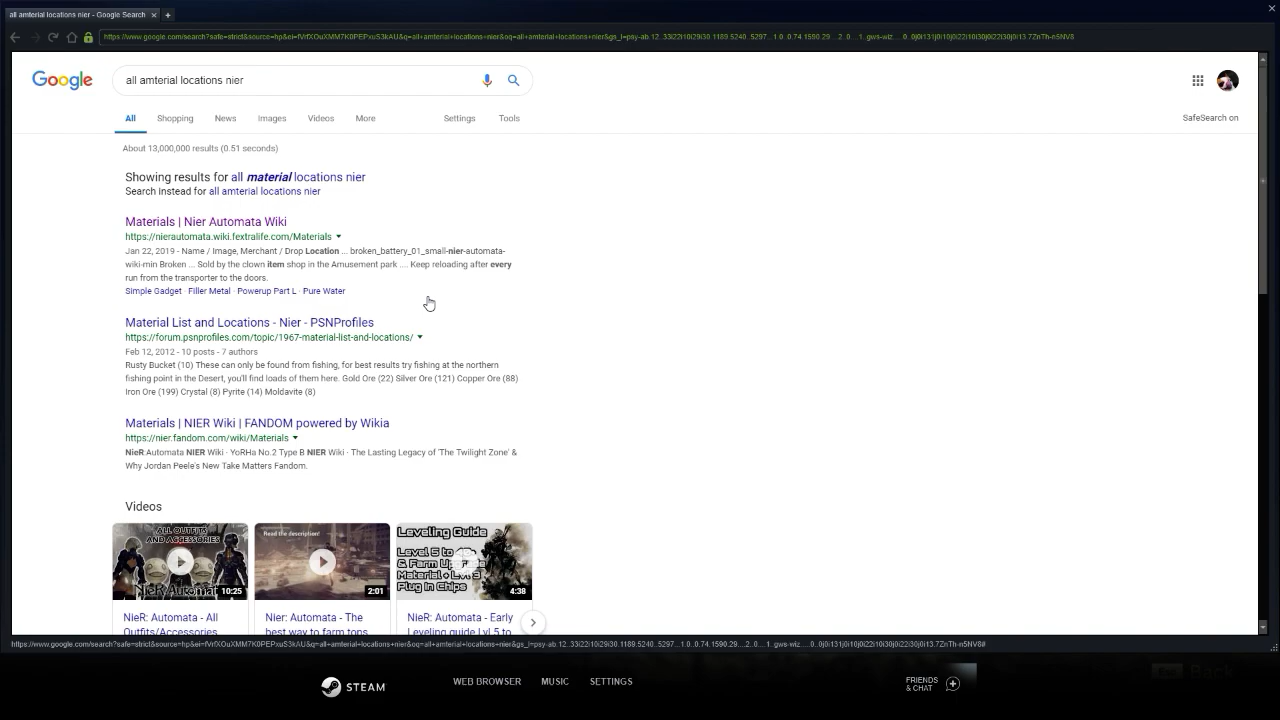 all amterial locations nier - Google Search
all amterial locations nier
Google
SafeSearch on
All Shopping News Images Videos More Settings Tools
About 13,000,000 results (0.51 seconds)
Showing results for all material locations nier
Search instead for all amterial locations nier
Materials | Nier Automata Wiki
https://nierautomata.wiki.fextralife.com/Materials
Jan 22, 2019 - Name / Image, Merchant / Drop Location ... broken_battery_01_small-nier-automata-
wiki-min Broken ... Sold by the clown item shop in the Amusement park .... Keep reloading after every
run from the transporter to the doors.
Simple Gadget · Filler Metal · Powerup Part L · Pure Water
Material List and Locations - Nier - PSNProfiles
https://forum.psnprofiles.com/topic/1967-material-list-and-locations/
Feb 12, 2012 - 10 posts - 7 authors
Rusty Bucket (10) These can only be found from fishing, for best results try fishing at the northern
fishing point in the Desert, you'll find loads of them here. Gold Ore (22) Silver Ore (121) Copper Ore (88)
Iron Ore (199) Crystal (8) Pyrite (14) Moldavite (8)
Materials | NIER Wiki | FANDOM powered by Wikia
https://nier.fandom.com/wiki/Materials
NieR:Automata NIER Wiki · YoRHa No.2 Type B NIER Wiki · The Lasting Legacy of 'The Twilight Zone' &
Why Jordan Peele's New Take Matters Fandom.
Videos
ALL OUTFITS
AND ACCESSORIES
NieR:Automat
10:25
Read the description!
2:01
Leveling Guide
Material + Lvl 3
Plug in Chips
4:38
NieR: Automata - All
Outfits/Accessories
Nier: Automata - The
best way to farm tops
NieR: Automata - Early
Leveling guide Lvl 5 to
STEAM
WEB BROWSER MUSIC SETTINGS
FRIENDS
& CHAT
Back